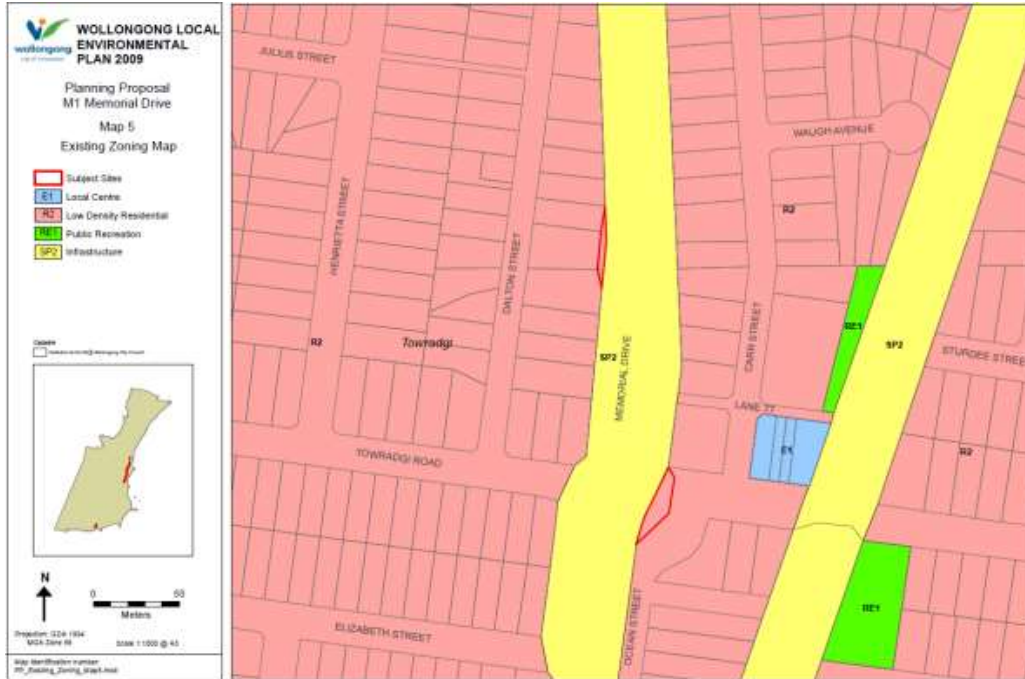 WOLLONGONG LOCAL
ENVIRONMENTAL
PLAN 2009
wollongong
Planning Proposal
M1 Memorial Drive
Map 5
Existing Zoning Map
Subject Sites
E1 Local Centre
R2 Low Density Residential
RE1 Public Recreation
SP2 Infrastructure
N
0 50
Meters
Projection: GDA 1994
MGA Zone 56
Scale 1:1000 @ A3
Map identification number
JULIUS STREET
HENRIETTA STREET
DALTON STREET
WAUGH AVENUE
R2
RE1
SP2
STURDEE STREET
R2
Towradgi
SP2
MEMORIAL DRIVE
CARR STREET
LANE 77
E1
R2
TOWRADGI ROAD
RE1
ELIZABETH STREET
OCEAN STREET